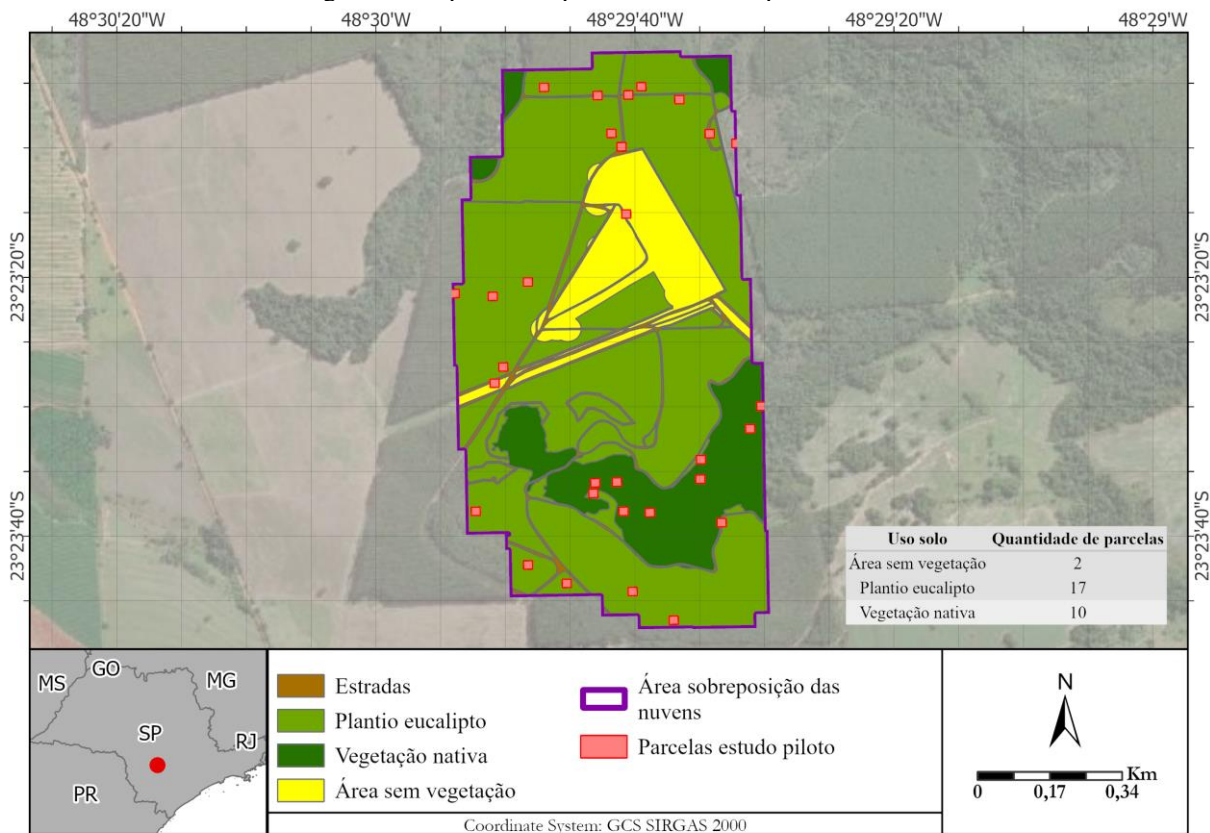 48°30'20"W
48°30'W
48°29'40"W
48°29'20"W
48°29'W
23°23'20"S
23°23'20"S
23°23'40"S
23°23'40"S
Uso solo Quantidade de parcelas
Área sem vegetação 2
Plantio eucalipto 17
Vegetação nativa 10
MS
GO
MG
SP
RJ
PR
Estradas
Plantio eucalipto
Vegetação nativa
Área sem vegetação
Área sobreposição das
nuvens
Parcelas estudo piloto
N
Km
0 0,17 0,34
Coordinate System: GCS SIRGAS 2000